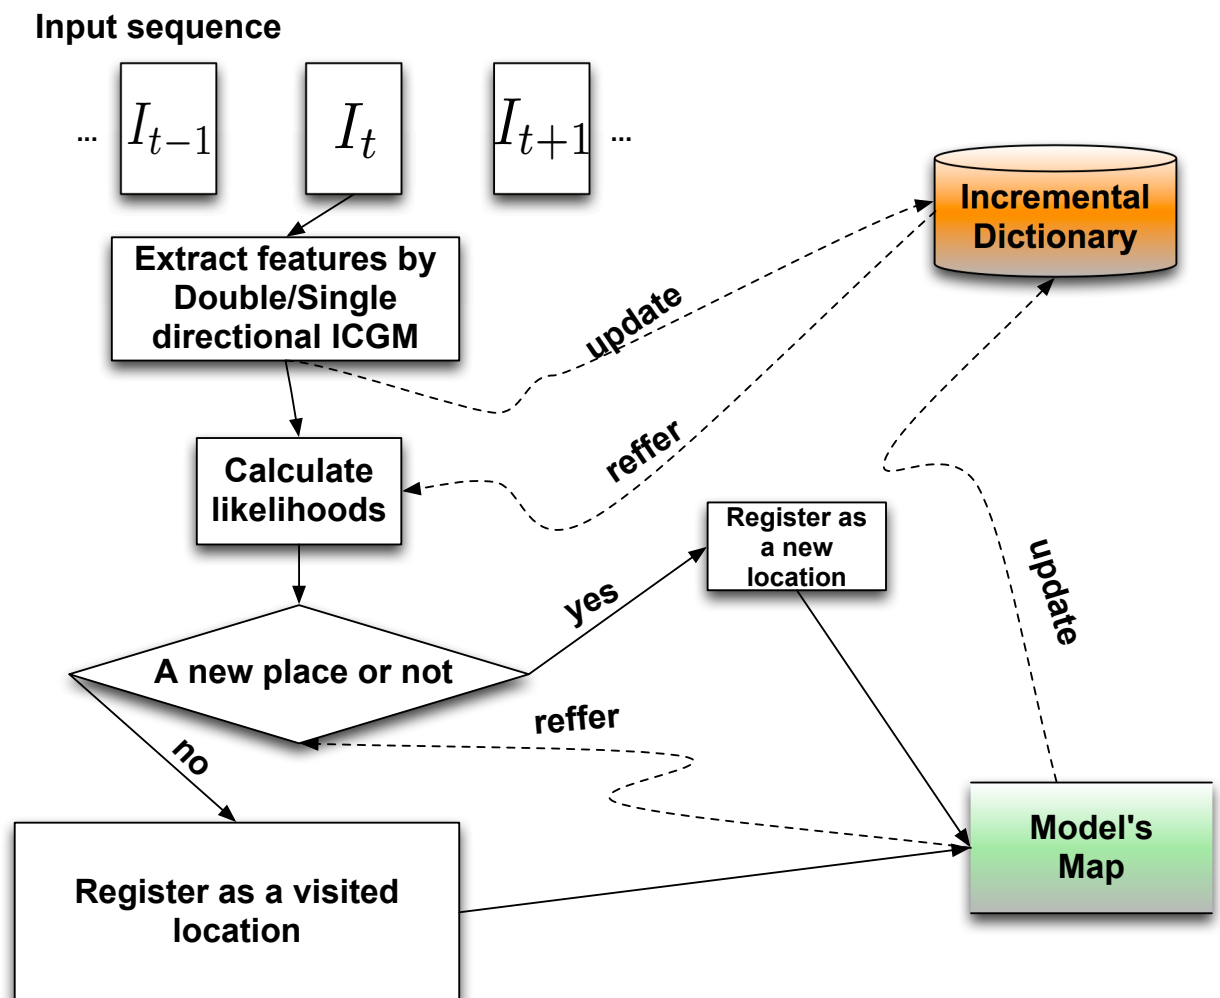 Input sequence
... I_{t-1} I_t I_{t+1} ...
Incremental
Dictionary
Extract features by
Double/Single
directional ICGM
update
reffer
Calculate
likelihoods
Register as
a new
location
yes
update
A new place or not
reffer
no
Model's
Map
Register as a visited
location